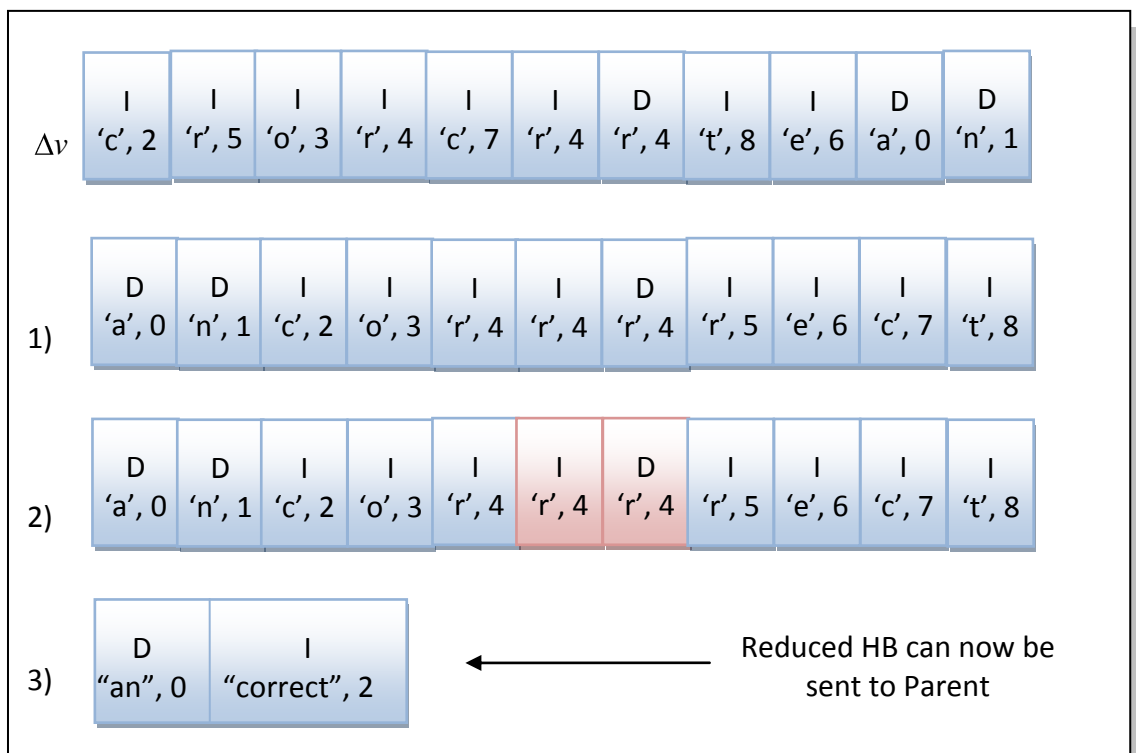 I I I I I I D I I D D
Δv ‘c’, 2 ‘r’, 5 ‘o’, 3 ‘r’, 4 ‘c’, 7 ‘r’, 4 ‘r’, 4 ‘t’, 8 ‘e’, 6 ‘a’, 0 ‘n’, 1
D D I I I I D I I I I
1) ‘a’, 0 ‘n’, 1 ‘c’, 2 ‘o’, 3 ‘r’, 4 ‘r’, 4 ‘r’, 4 ‘r’, 5 ‘e’, 6 ‘c’, 7 ‘t’, 8
D D I I I I D I I I I
2) ‘a’, 0 ‘n’, 1 ‘c’, 2 ‘o’, 3 ‘r’, 4 ‘r’, 4 ‘r’, 4 ‘r’, 5 ‘e’, 6 ‘c’, 7 ‘t’, 8
D I
3) “an”, 0 “correct”, 2
Reduced HB can now be
sent to Parent